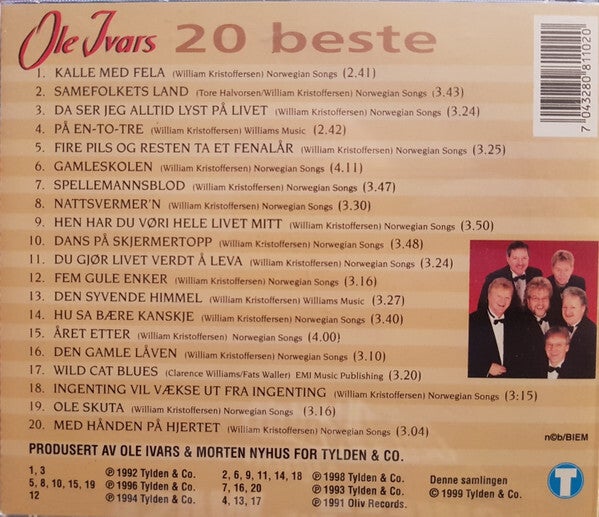 Ole Ivars 20 beste
1. KALLE MED FELA (William Kristoffersen) Norwegian Songs (2.41)
2. SAMEFOLKETS LAND (Tore Halvorsen/William Kristoffersen) Norwegian Songs (3.43)
3. DA SER JEG ALLTID LYST PÅ LIVET (William Kristoffersen) Norwegian Songs (3.24)
4. PÅ EN-TO-TRE (William Kristoffersen) Williams Music (2.42)
5. FIRE PILS OG RESTEN TA ET FENALÅR (William Kristoffersen) Norwegian Songs (3.25)
6. GAMLESKOLEN (William Kristoffersen) Norwegian Songs (4.11)
7. SPELLEMANNSBLOD (William Kristoffersen) Norwegian Songs (3.47)
8. NATTSVERMER'N (William Kristoffersen) Norwegian Songs (3.30)
9. HEN HAR DU VØRI HELE LIVET MITT (William Kristoffersen) Norwegian Songs (3.50)
10. DANS PÅ SKJERMERTOPP (William Kristoffersen) Norwegian Songs (3.48)
11. DU GJØR LIVET VERDT Å LEVA (William Kristoffersen) Norwegian Songs (3.24)
12. FEM GULE ENKER (William Kristoffersen) Norwegian Songs (3.16)
13. DEN SYVENDE HIMMEL (William Kristoffersen) Williams Music (3.27)
14. HU SA BÆRE KANSKJE (William Kristoffersen) Norwegian Songs (3.40)
15. ÅRET ETTER (William Kristoffersen) Norwegian Songs (4.00)
16. DEN GAMLE LÅVEN (William Kristoffersen) Norwegian Songs (3.10)
17. WILD CAT BLUES (Clarence Williams/Fats Waller) EMI Music Publishing (3.20)
18. INGENTING VIL VÆKSE UT FRA INGENTING (William Kristoffersen) Norwegian Songs (3:15)
19. OLE SKUTA (William Kristoffersen) Norwegian Songs (3.16)
20. MED HÅNDEN PÅ HJERTET (William Kristoffersen) Norwegian Songs (3.04)
7 043280 811020
n©b/BIEM
PRODUSERT AV OLE IVARS & MORTEN NYHUS FOR TYLDEN & CO.
1, 3 ℗ 1992 Tylden & Co. 2, 6, 9, 11, 14, 18 ℗ 1998 Tylden & Co. Denne samlingen
5, 8, 10, 15, 19 ℗ 1996 Tylden & Co. 7, 16, 20 ℗ 1993 Tylden & Co. © 1999 Tylden & Co.
12 ℗ 1994 Tylden & Co. 4, 13, 17 ℗ 1991 Oliv Records.
T